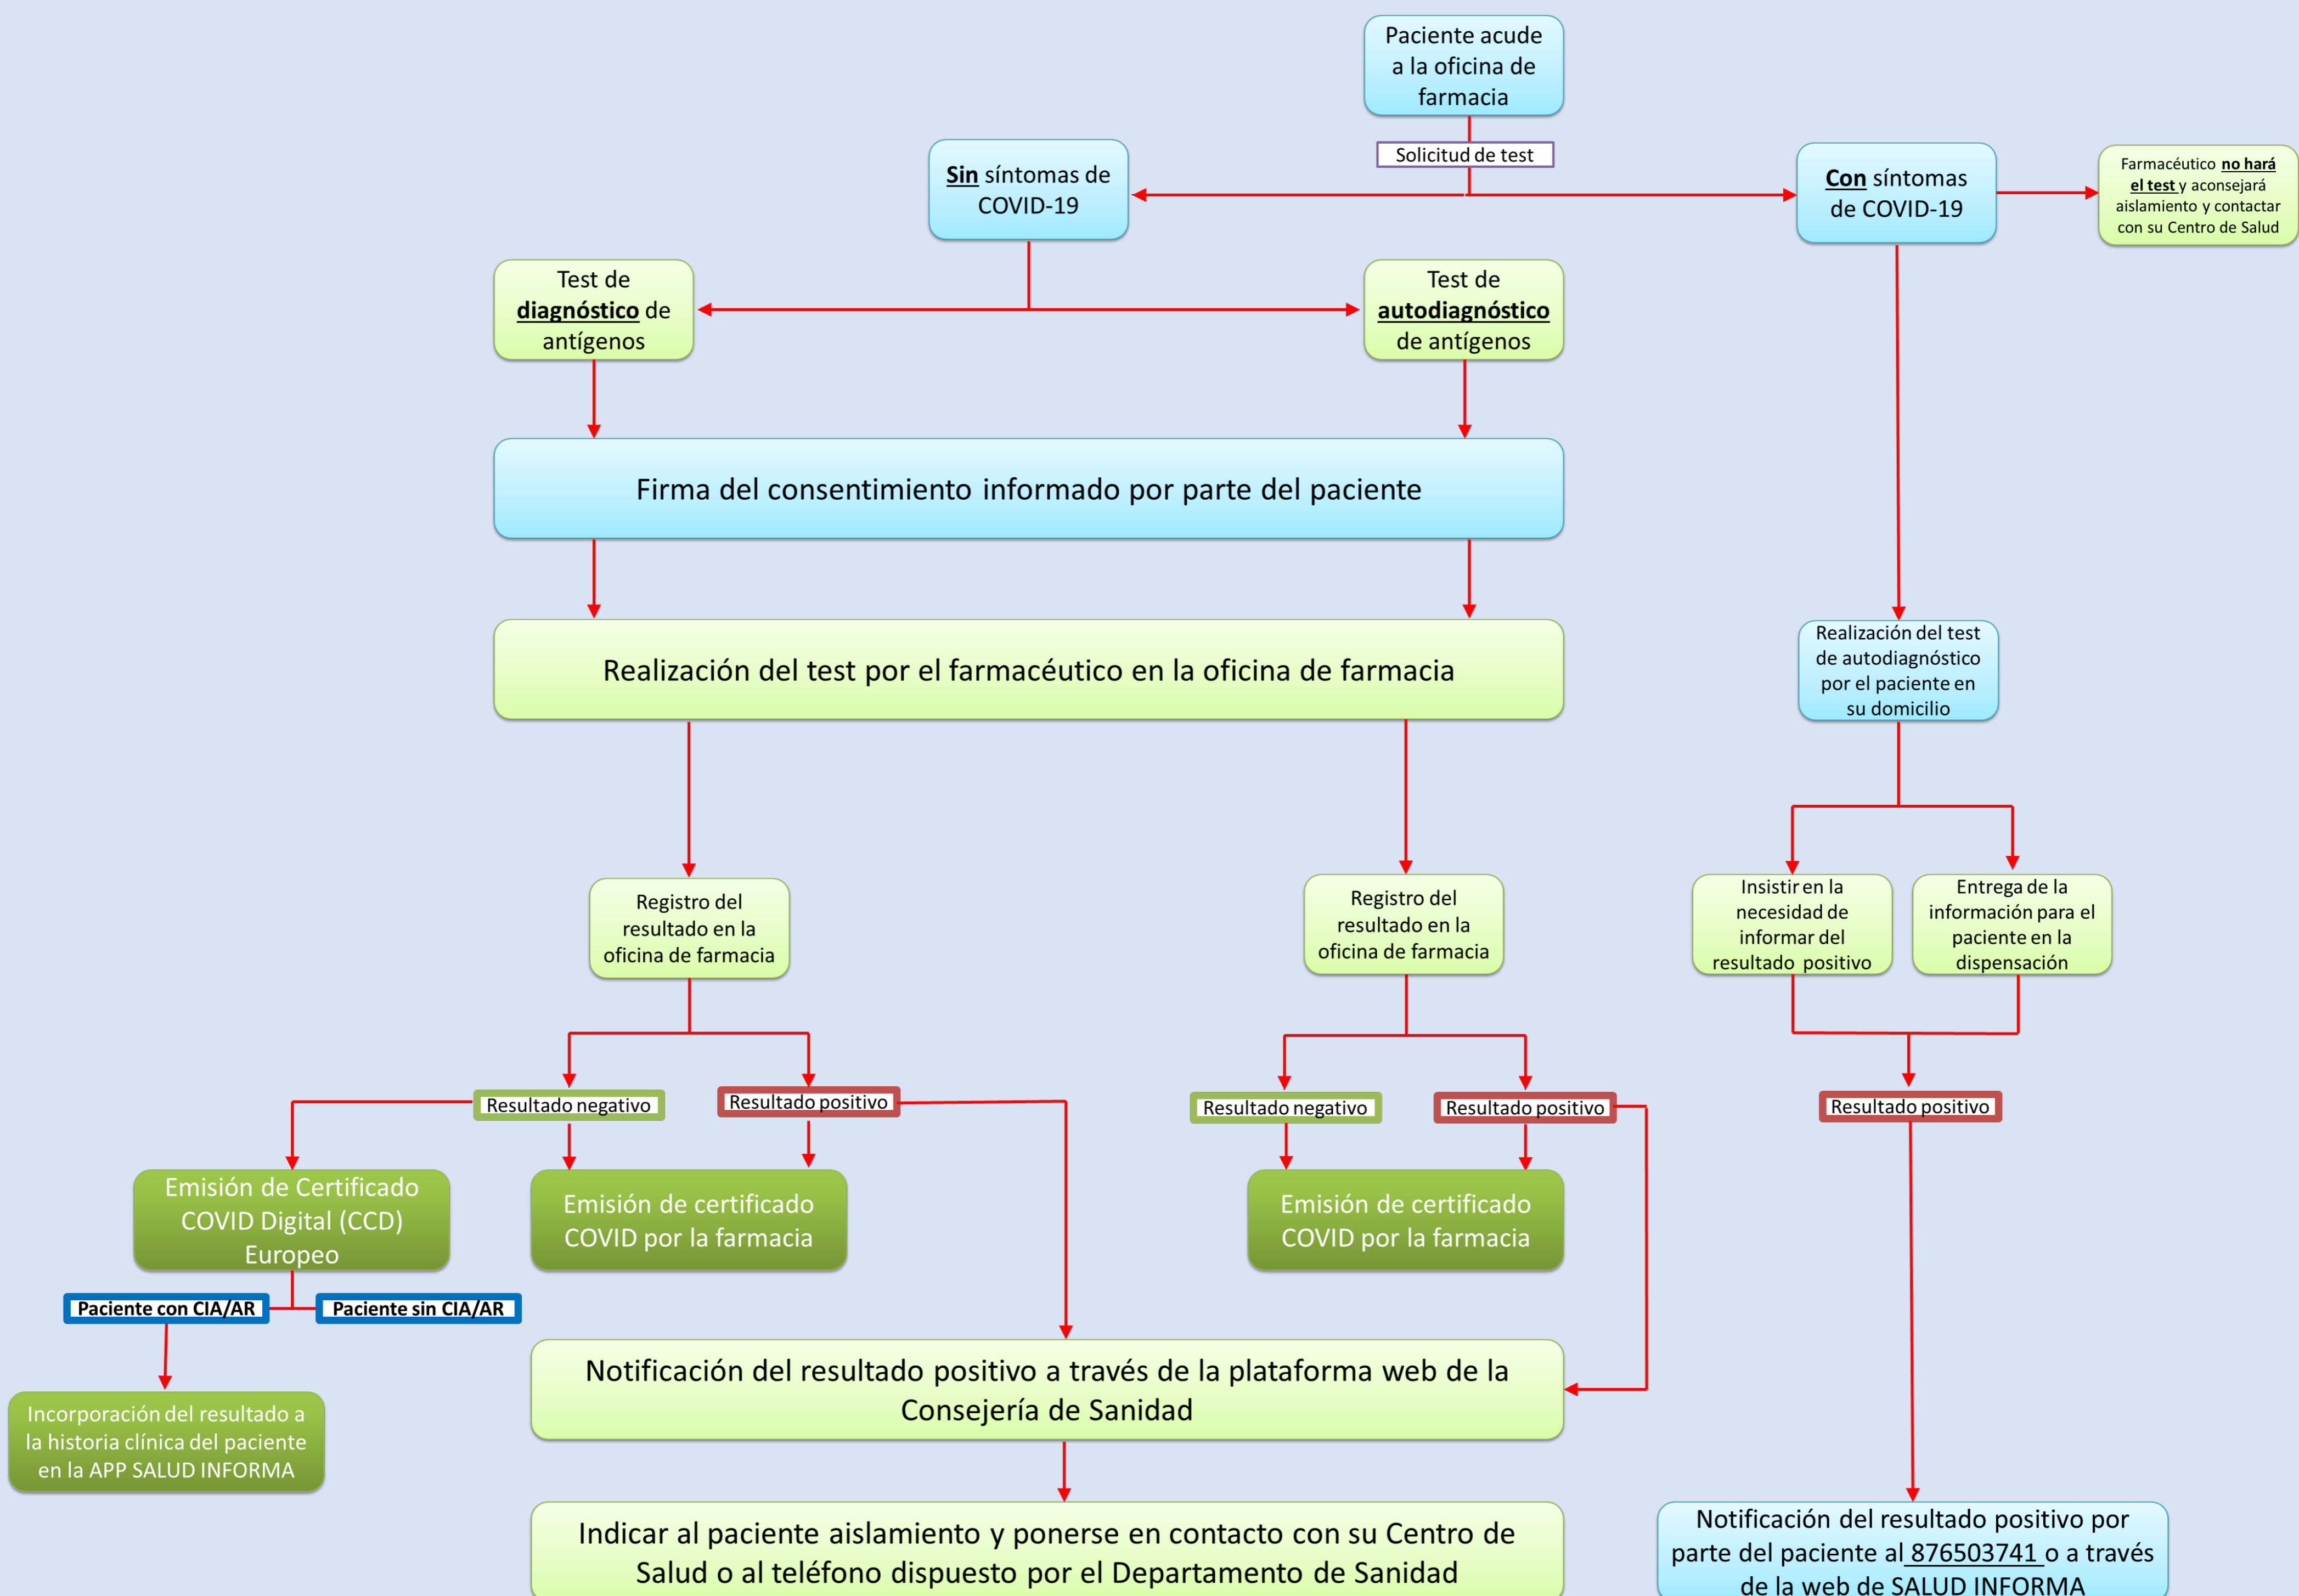 Paciente acude
a la oficina de
farmacia
Solicitud de test
Sin síntomas de
COVID-19
Con síntomas
de COVID-19
Farmacéutico no hará
el test y aconsejará
aislamiento y contactar
con su Centro de Salud
Test de
diagnóstico de
antígenos
Test de
autodiagnóstico
de antígenos
Firma del consentimiento informado por parte del paciente
Realización del test por el farmacéutico en la oficina de farmacia
Realización del test
de autodiagnóstico
por el paciente en
su domicilio
Registro del
resultado en la
oficina de farmacia
Registro del
resultado en la
oficina de farmacia
Insistir en la
necesidad de
informar del
resultado positivo
Entrega de la
información para el
paciente en la
dispensación
Resultado negativo
Resultado positivo
Resultado negativo
Resultado positivo
Resultado positivo
Emisión de Certificado
COVID Digital (CCD)
Europeo
Emisión de certificado
COVID por la farmacia
Emisión de certificado
COVID por la farmacia
Paciente con CIA/AR
Paciente sin CIA/AR
Incorporación del resultado a
la historia clínica del paciente
en la APP SALUD INFORMA
Notificación del resultado positivo a través de la plataforma web de la
Consejería de Sanidad
Indicar al paciente aislamiento y ponerse en contacto con su Centro de
Salud o al teléfono dispuesto por el Departamento de Sanidad
Notificación del resultado positivo por
parte del paciente al 876503741 o a través
de la web de SALUD INFORMA